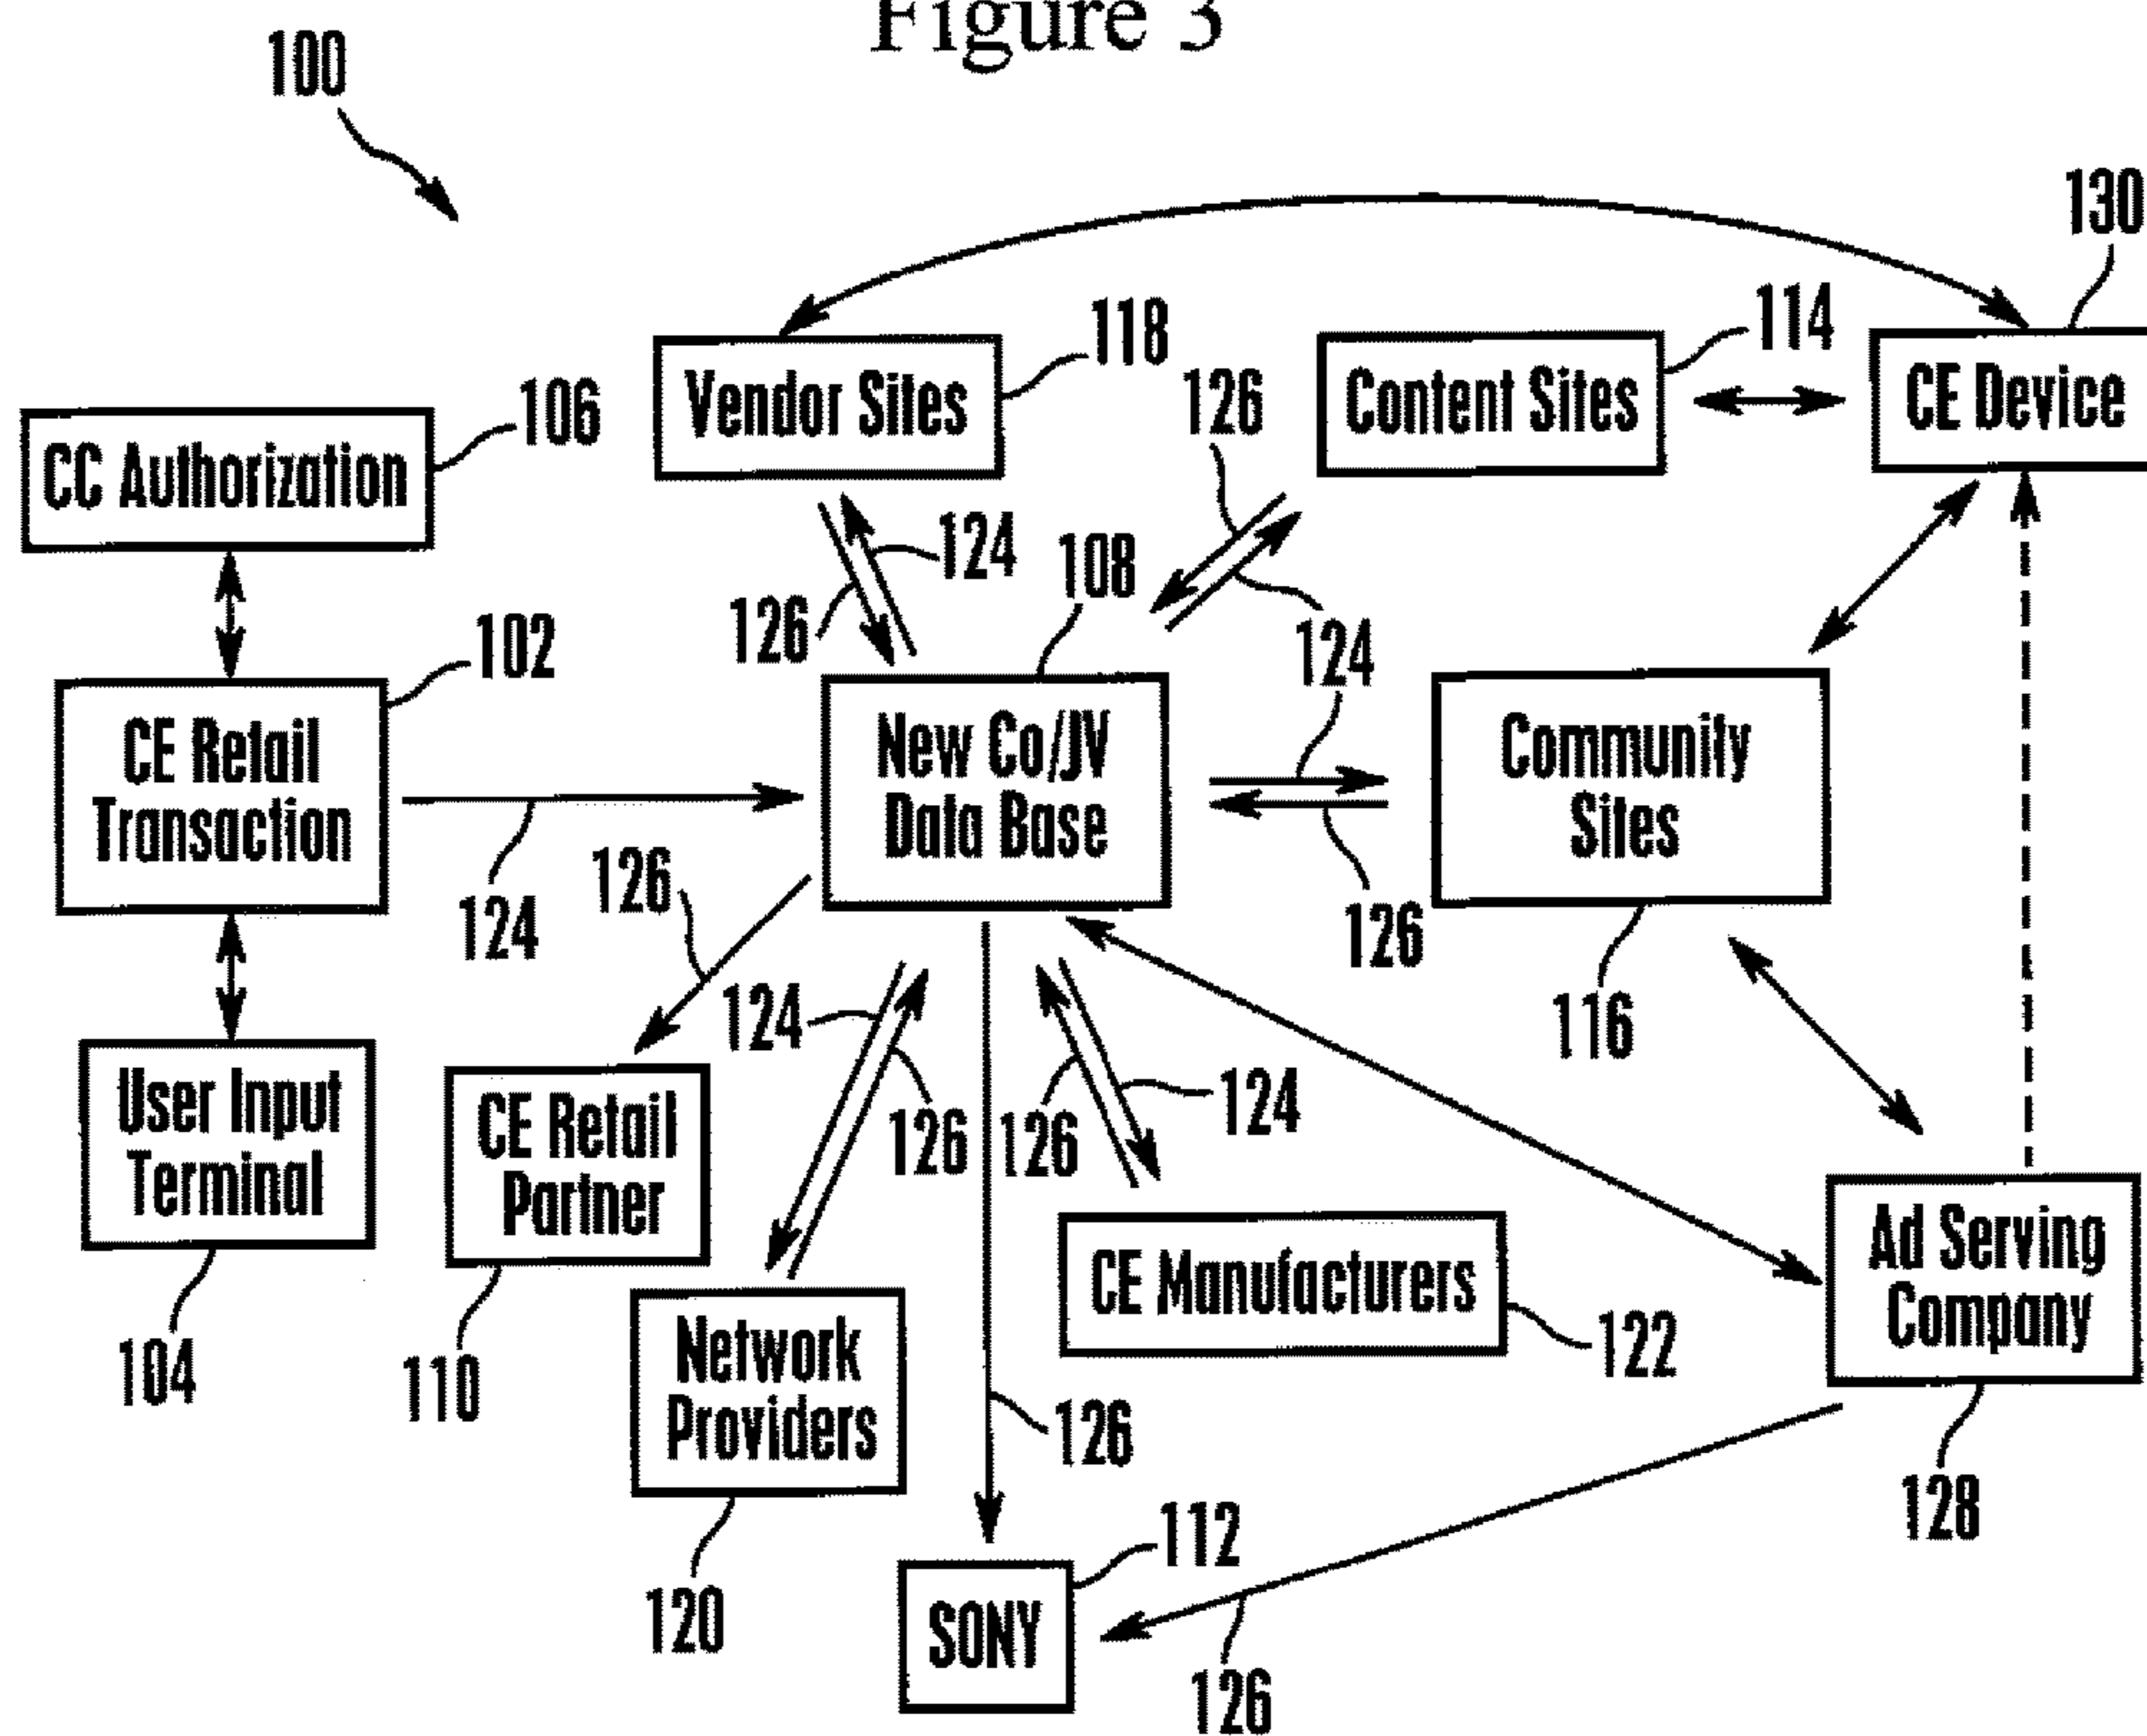 Figure 3
100
130
118
114
126
Vendor Sites
Content Sites
CE Device
106
CC Authorization
124
108
126
102
124
CE Retail
Transaction
New Co/JV
Data Base
Community
Sites
126
124
126
124
116
User Input
Terminal
CE Retail
Partner
126
126
124
Ad Serving
Company
CE Manufacturers
104
110
Network
Providers
122
126
128
112
120
SONY
126